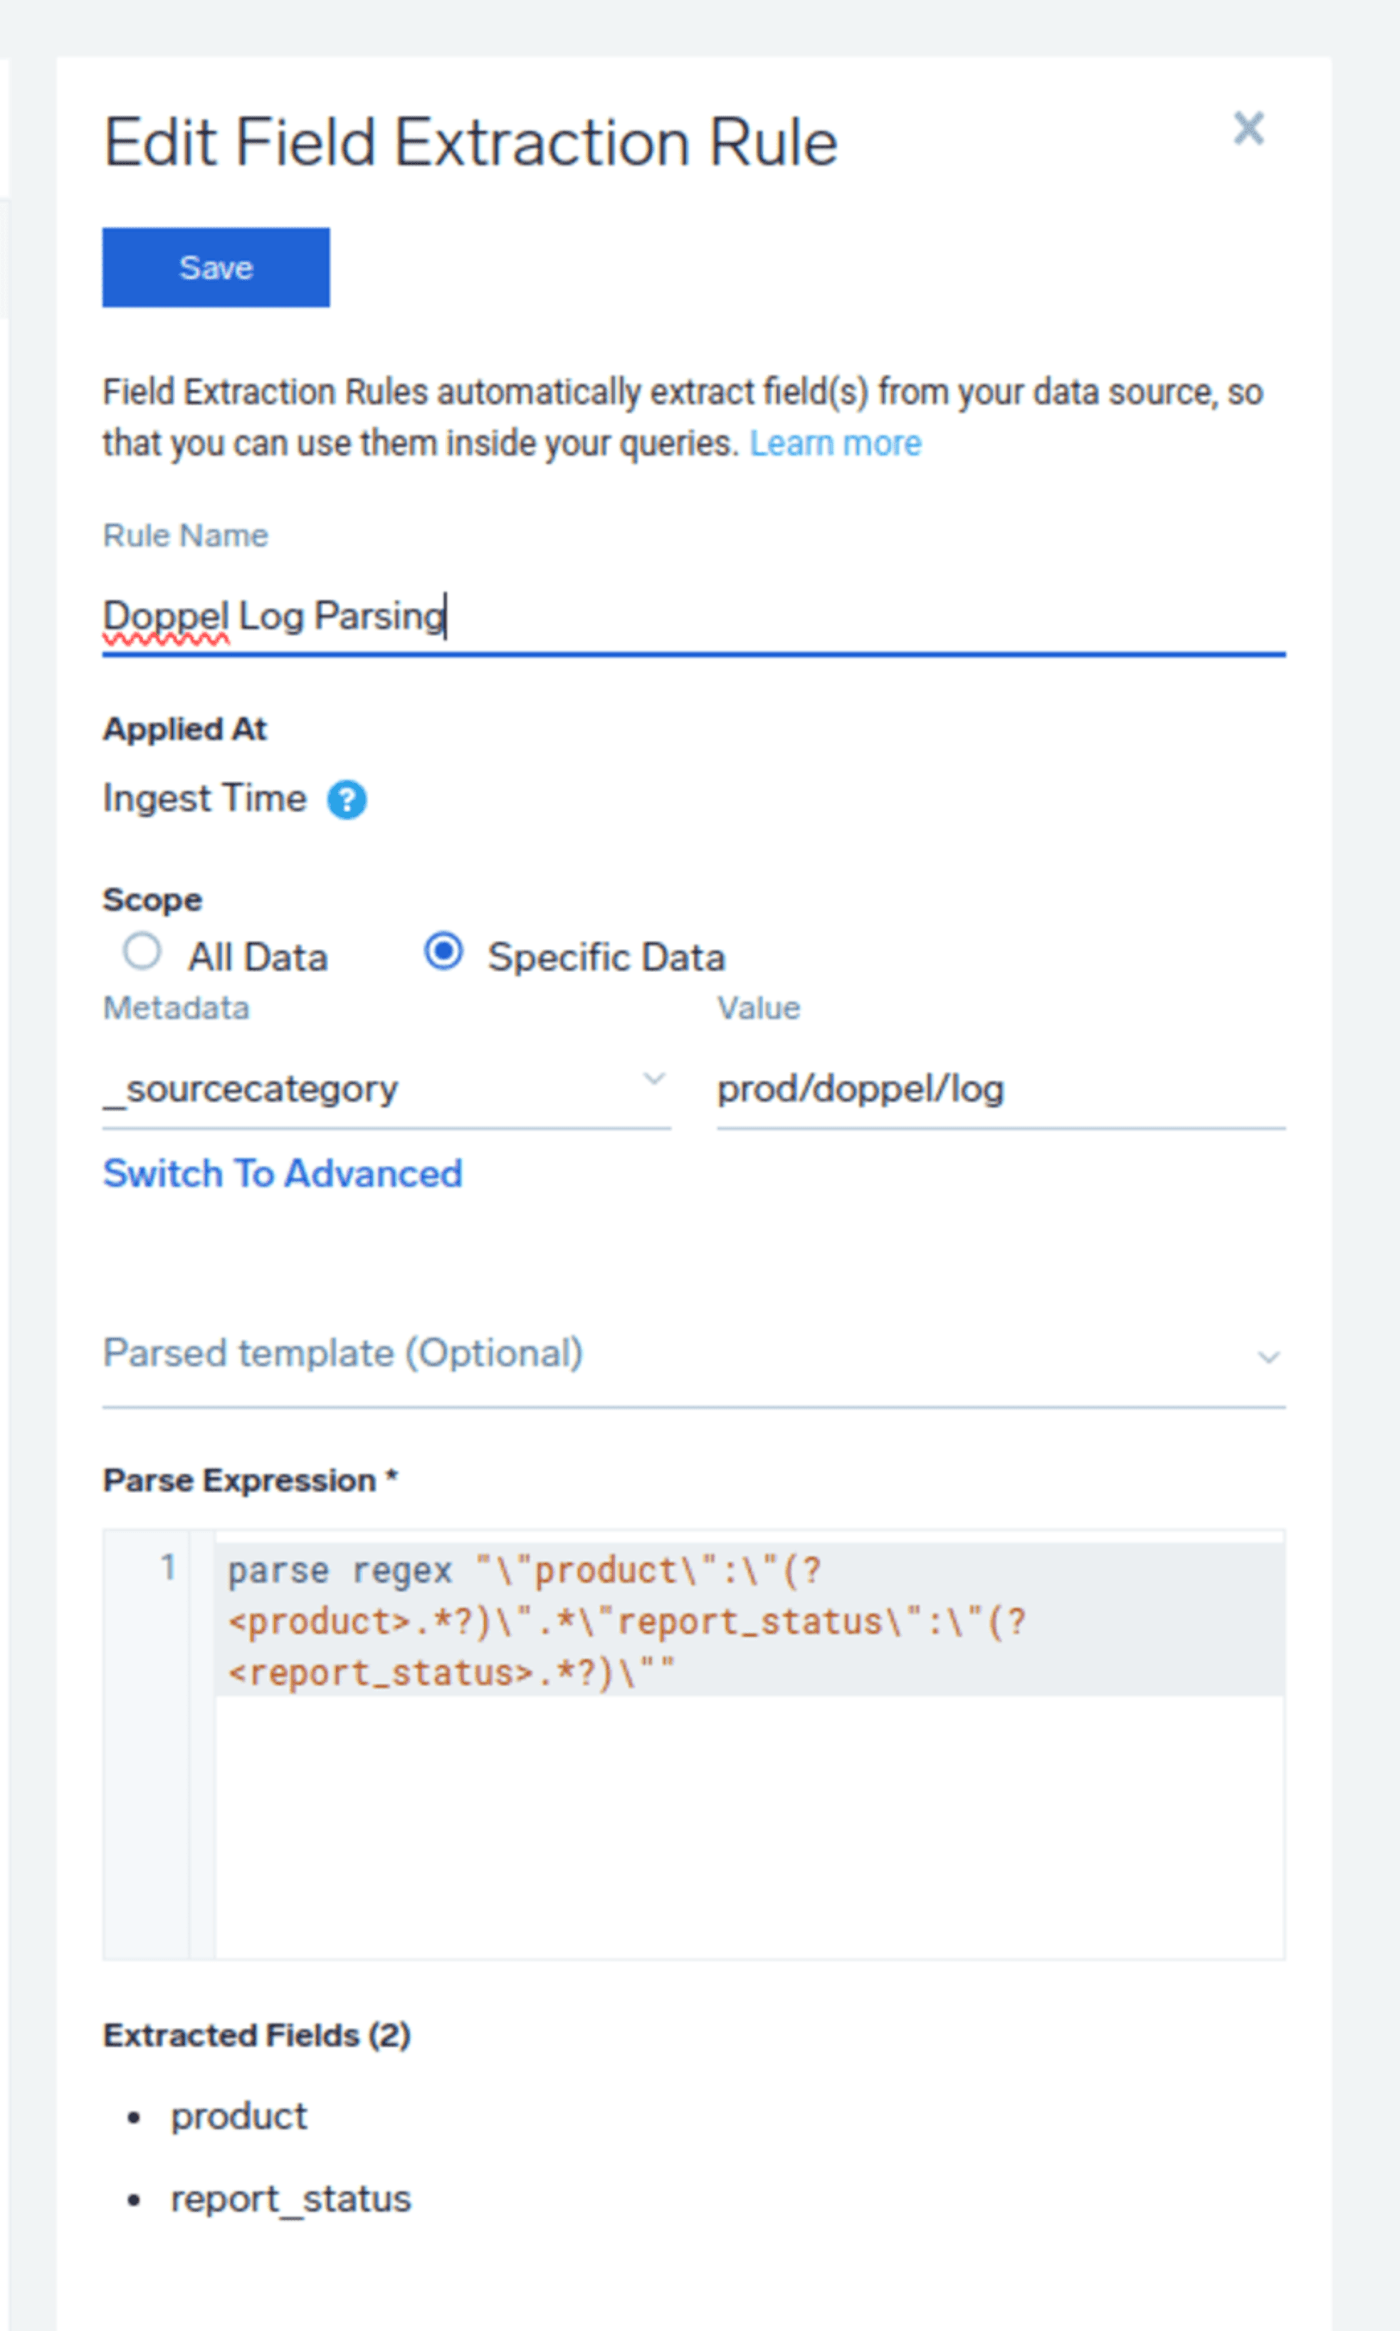 Edit Field Extraction Rule
×
Save
Field Extraction Rules automatically extract field(s) from your data source, so
that you can use them inside your queries. Learn more
Rule Name
Doppel Log Parsing
Applied At
Ingest Time ?
Scope
All Data Specific Data
Metadata Value
_sourcecategory prod/doppel/log
Switch To Advanced
Parsed template (Optional)
Parse Expression *
1 parse regex "\"product\":\"(?
<product>.*?)\".*\"report_status\":\"(?
<report_status>.*?)\""
Extracted Fields (2)
• product
• report_status